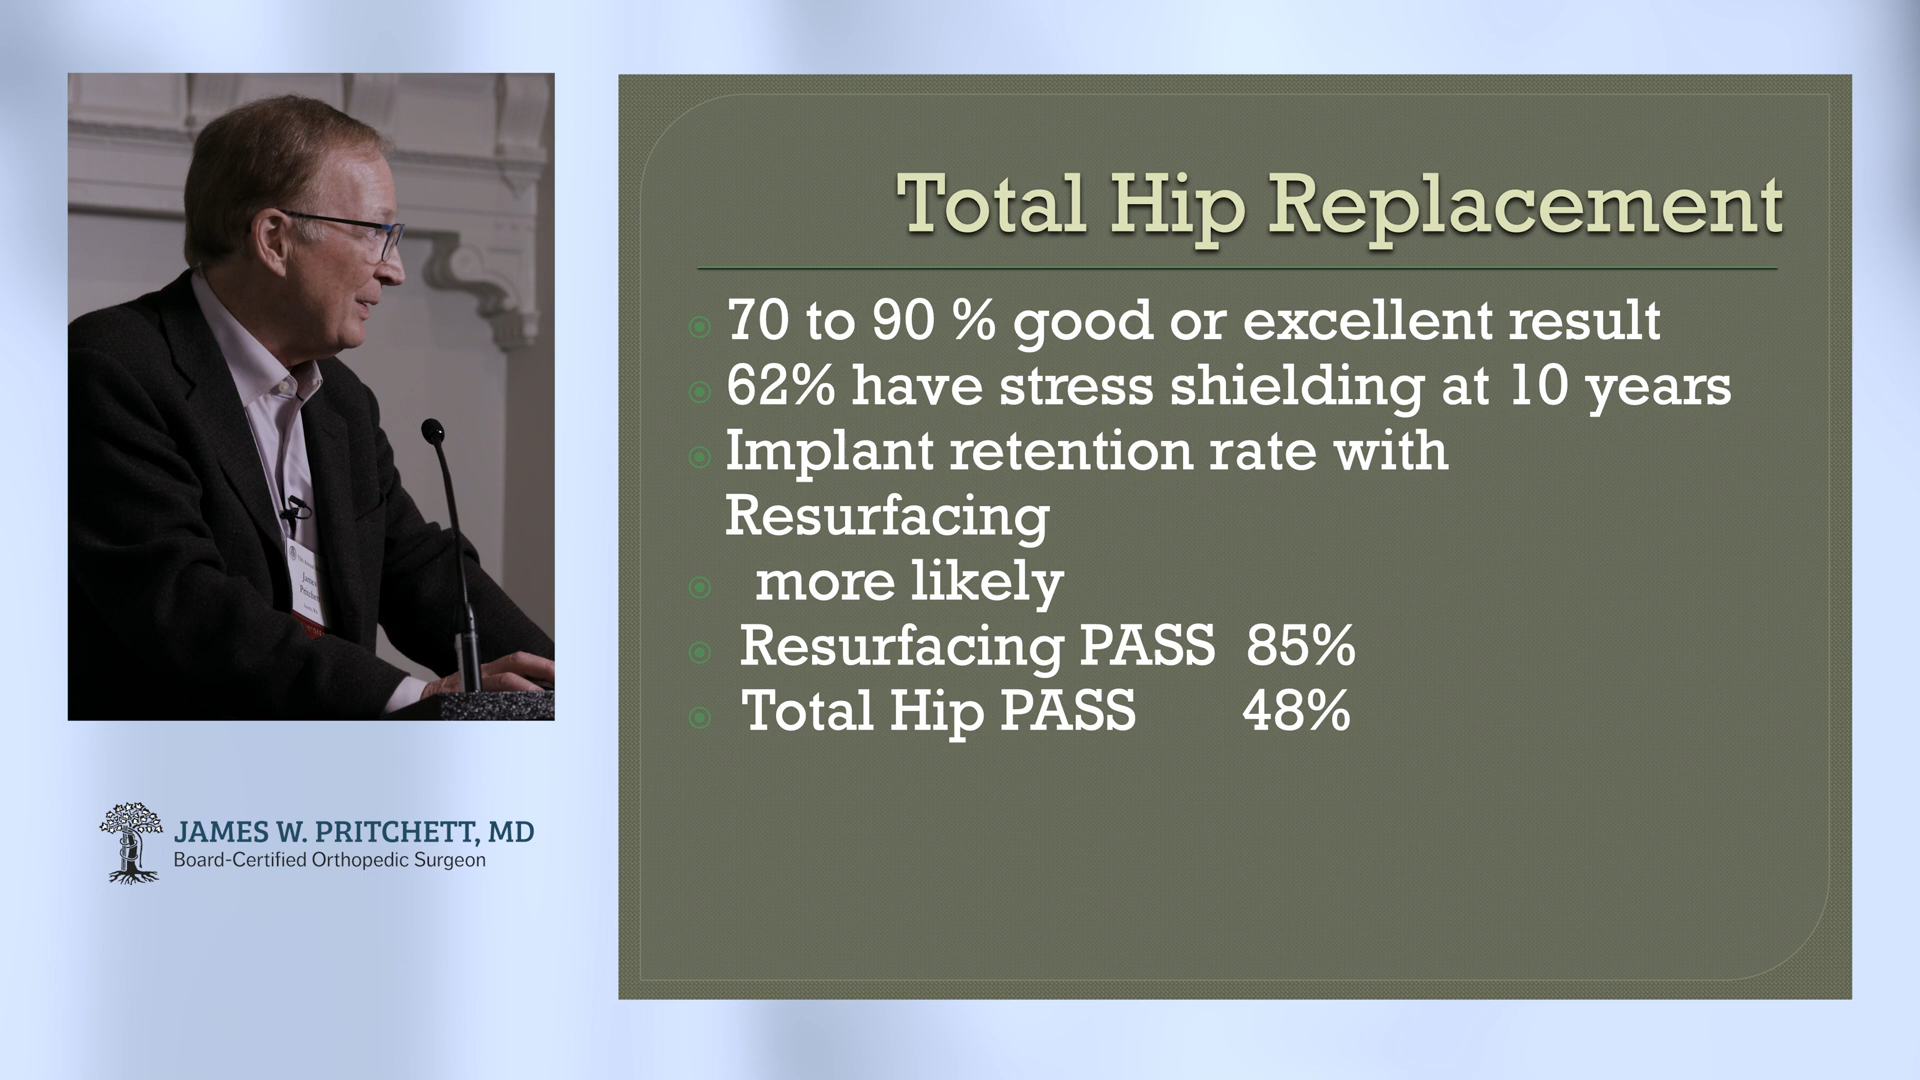 Total Hip Replacement
70 to 90 % good or excellent result
62% have stress shielding at 10 years
Implant retention rate with
Resurfacing
more likely
Resurfacing PASS 85%
Total Hip PASS 48%
James
JAMES W. PRITCHETT, MD
Board-Certified Orthopedic Surgeon